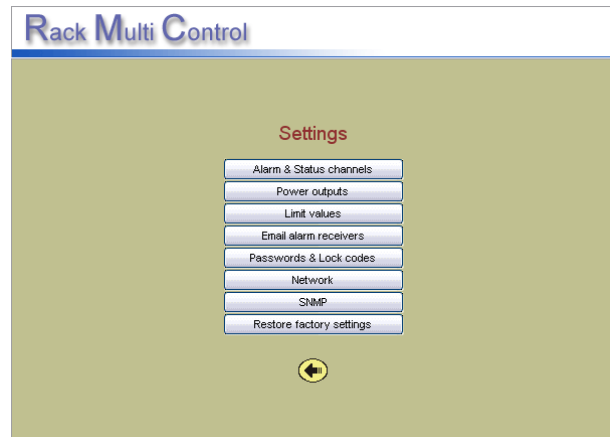 Rack Multi Control
Settings
Alarm & Status channels
Power outputs
Limit values
Email alarm receivers
Passwords & Lock codes
Network
SNMP
Restore factory settings